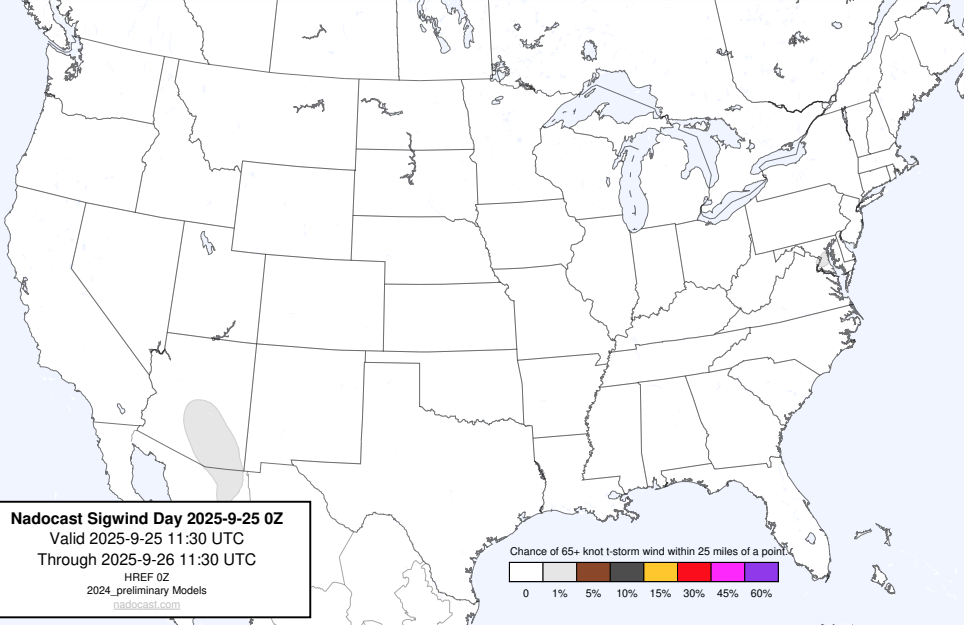 Nadocast Sigwind Day 2025-9-25 0Z
Valid 2025-9-25 11:30 UTC
Through 2025-9-26 11:30 UTC
HREF 0Z
2024_preliminary Models
nadocast.com
Chance of 65+ knot t-storm wind within 25 miles of a point.
0 1% 5% 10% 15% 30% 45% 60%